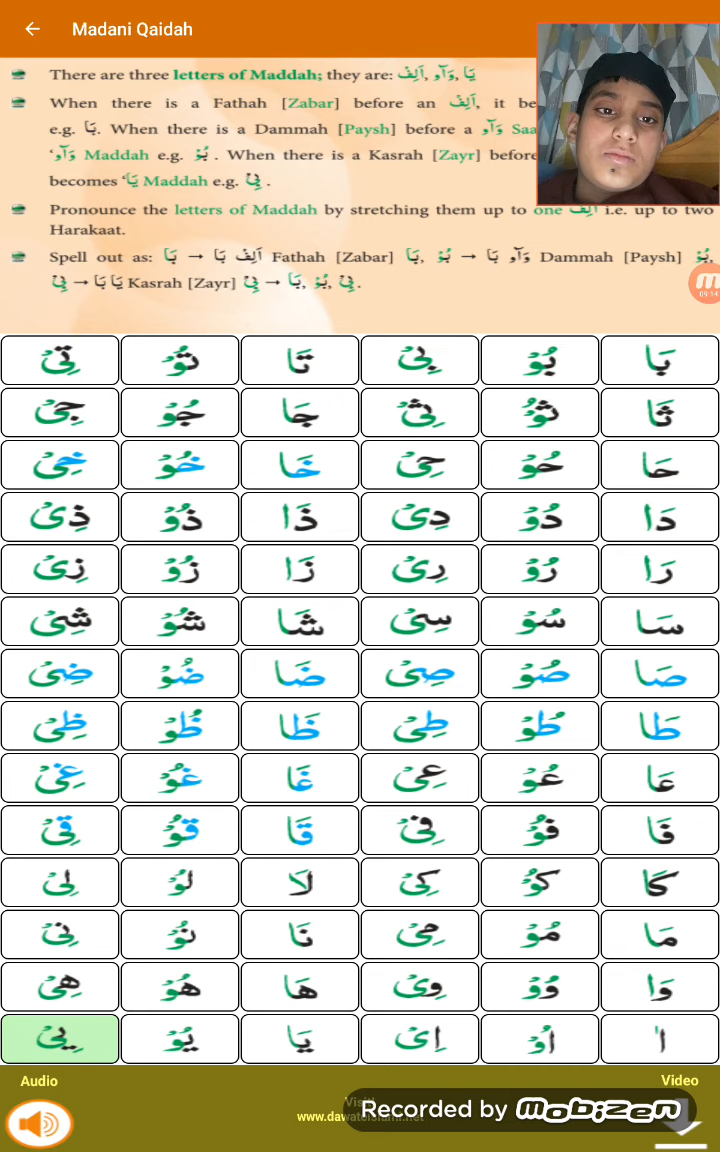 Madani Qaidah
There are three letters of Maddah; they are: اَلِفْ, وَآو, يَا
When there is a Fathah [Zabar] before an اَلِفْ, it be
e.g. بَا. When there is a Dammah [Paysh] before a وَآو Saa
وَآو Maddah e.g. بُوْ. When there is a Kasrah [Zayr] before
becomes يَا Maddah e.g. بِىْ.
Pronounce the letters of Maddah by stretching them up to one اَلِفْ i.e. up to two
Harakaat.
Spell out as: بَا → بَا اَلِفْ Fathah [Zabar] بَا, بُوْ → بَا وَآو Dammah [Paysh] بُوْ,
بِىْ → بَا يَا Kasrah [Zayr] بِىْ → بَا, بُوْ, بِىْ.
09:14
بَا بُوْ بِىْ تَا تُوْ تِىْ
ثَا ثُوْ ثِىْ جَا جُوْ جِىْ
حَا حُوْ حِىْ خَا خُوْ خِىْ
دَا دُوْ دِىْ ذَا ذُوْ ذِىْ
رَا رُوْ رِىْ زَا زُوْ زِىْ
سَا سُوْ سِىْ شَا شُوْ شِىْ
صَا صُوْ صِىْ ضَا ضُوْ ضِىْ
طَا طُوْ طِىْ ظَا ظُوْ ظِىْ
عَا عُوْ عِىْ غَا غُوْ غِىْ
فَا فُوْ فِىْ قَا قُوْ قِىْ
كَا كُوْ كِىْ لَا لُوْ لِىْ
مَا مُوْ مِىْ نَا نُوْ نِىْ
وَا وُوْ وِىْ هَا هُوْ هِىْ
اٰ اُوْ اِىْ يَا يُوْ يِىْ
Audio
Video
www.dawat
Recorded by Mobizen